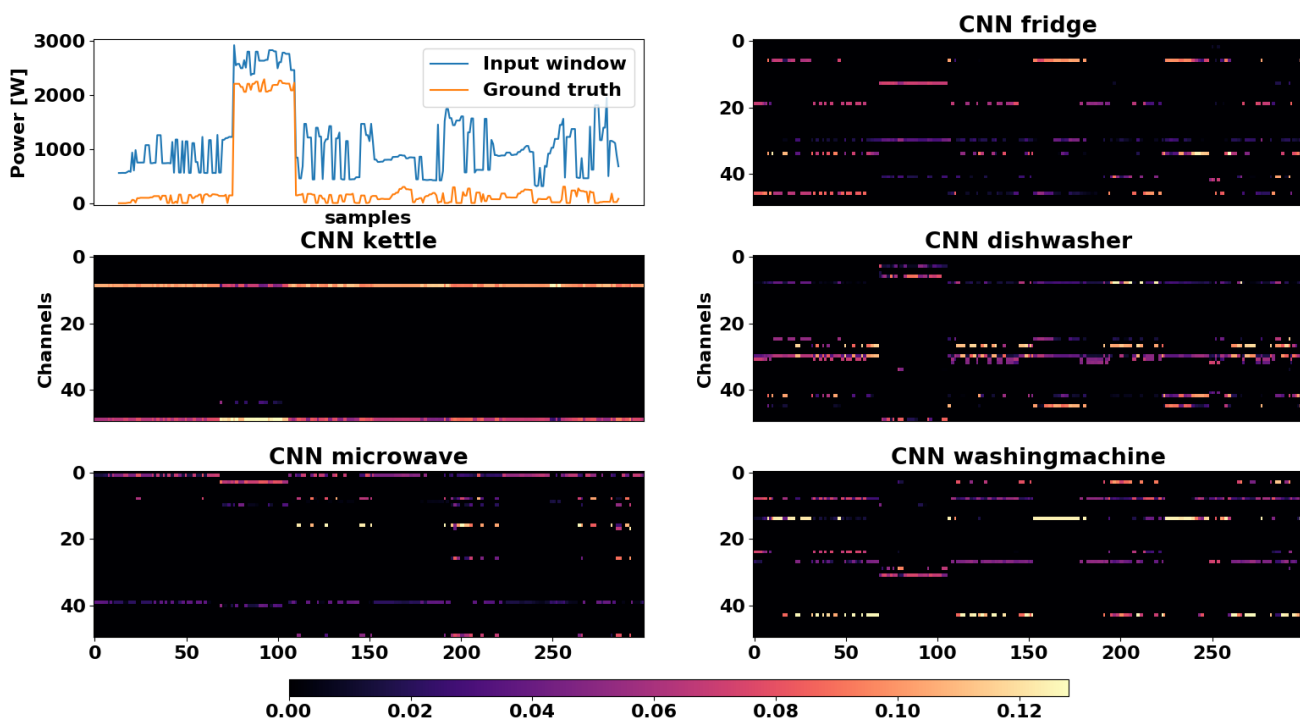 3000
2000
1000
0
Power [W]
Input window
Ground truth
samples
CNN fridge
0
20
40
CNN kettle
0
20
40
Channels
CNN dishwasher
0
20
40
Channels
CNN microwave
0
20
40
0 50 100 150 200 250
CNN washingmachine
0
20
40
0 50 100 150 200 250
0.00 0.02 0.04 0.06 0.08 0.10 0.12